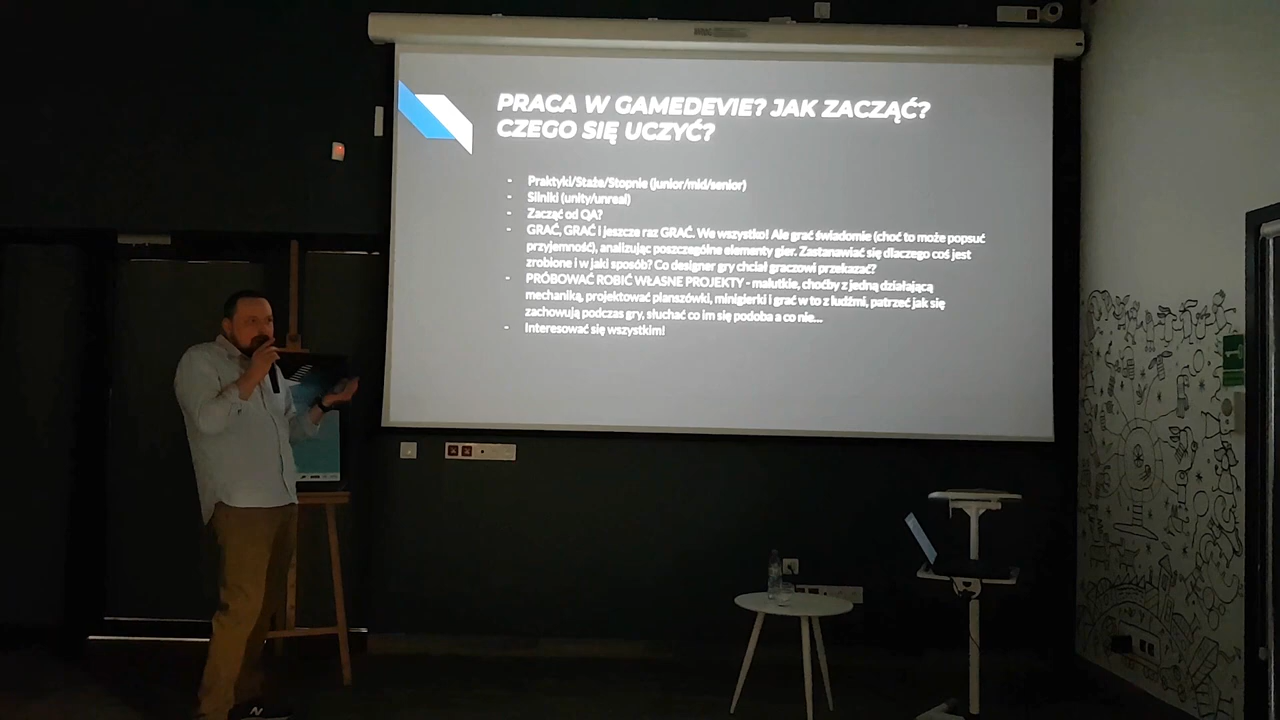 PRACA W GAMEDEVIE? JAK ZACZĄĆ?
CZEGO SIĘ UCZYĆ?
- Praktyki/Staże/Stopnie (junior/mid/senior)
- Silniki (unity/unreal)
- Zacząć od QA?
- GRAĆ, GRAĆ i jeszcze raz GRAĆ. We wszystko! Ale grać świadomie (choć to może popsuć
przyjemność), analizując poszczególne elementy gier. Zastanawiać się dlaczego coś jest
zrobione i w jaki sposób? Co designer gry chciał graczowi przekazać?
- PRÓBOWAĆ ROBIĆ WŁASNE PROJEKTY - malutkie, choćby z jedną działającą
mechaniką, projektować planszówki, minigierki i grać w to z ludźmi, patrzeć jak się
zachowują podczas gry, słuchać co im się podoba a co nie...
- Interesować się wszystkim!